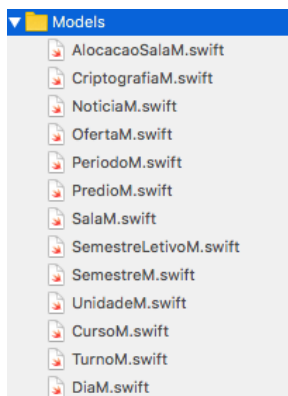 Models
AlocacaoSalaM.swift
CriptografiaM.swift
NoticiaM.swift
OfertaM.swift
PeriodoM.swift
PredioM.swift
SalaM.swift
SemestreLetivoM.swift
SemestreM.swift
UnidadeM.swift
CursoM.swift
TurnoM.swift
DiaM.swift